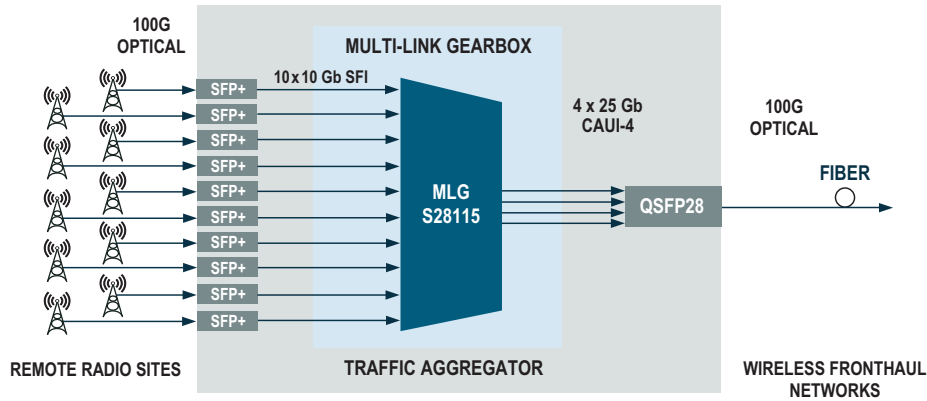 100G
OPTICAL
MULTI-LINK GEARBOX
10 x 10 Gb SFI
SFP+
SFP+
SFP+
SFP+
SFP+
SFP+
SFP+
SFP+
SFP+
SFP+
MLG
S28115
4 x 25 Gb
CAUI-4
QSFP28
100G
OPTICAL
FIBER
REMOTE RADIO SITES
TRAFFIC AGGREGATOR
WIRELESS FRONTHAUL
NETWORKS